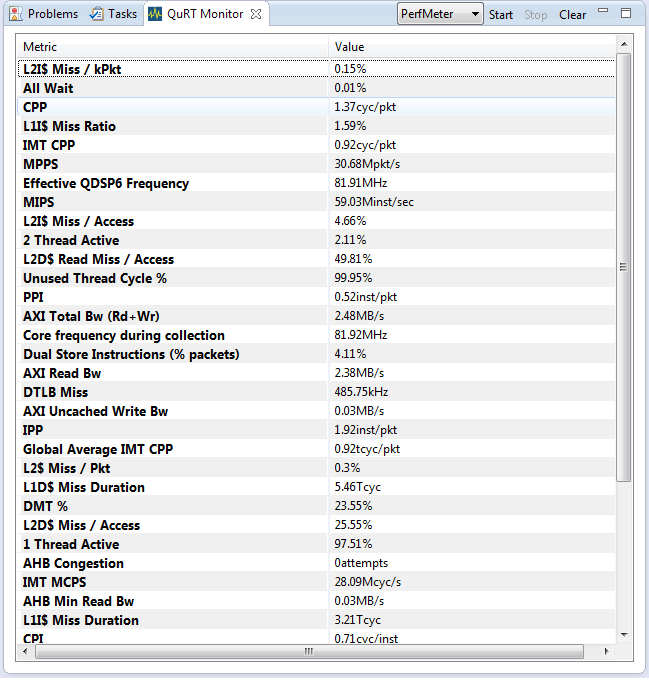 Problems Tasks QuRT Monitor PerfMeter Start Stop Clear
Metric Value
L2I$ Miss / kPkt 0.15%
All Wait 0.01%
CPP 1.37cyc/pkt
L1I$ Miss Ratio 1.59%
IMT CPP 0.92cyc/pkt
MPPS 30.68Mpkt/s
Effective QDSP6 Frequency 81.91MHz
MIPS 59.03Minst/sec
L2I$ Miss / Access 4.66%
2 Thread Active 2.11%
L2D$ Read Miss / Access 49.81%
Unused Thread Cycle % 99.95%
PPI 0.52inst/pkt
AXI Total Bw (Rd+Wr) 2.48MB/s
Core frequency during collection 81.92MHz
Dual Store Instructions (% packets) 4.11%
AXI Read Bw 2.38MB/s
DTLB Miss 485.75kHz
AXI Uncached Write Bw 0.03MB/s
IPP 1.92inst/pkt
Global Average IMT CPP 0.92tcyc/pkt
L2$ Miss / Pkt 0.3%
L1D$ Miss Duration 5.46Tcyc
DMT % 23.55%
L2D$ Miss / Access 25.55%
1 Thread Active 97.51%
AHB Congestion 0attempts
IMT MCPS 28.09Mcyc/s
AHB Min Read Bw 0.03MB/s
L1I$ Miss Duration 3.21Tcyc
CPI 0.71cyc/inst